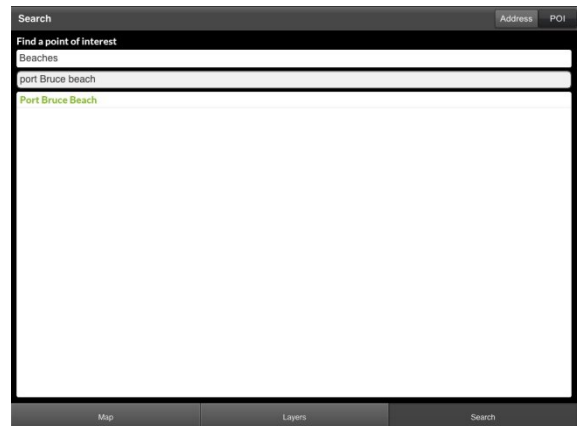 Search Address POI
Find a point of interest
Beaches
port Bruce beach
Port Bruce Beach
Map Layers Search